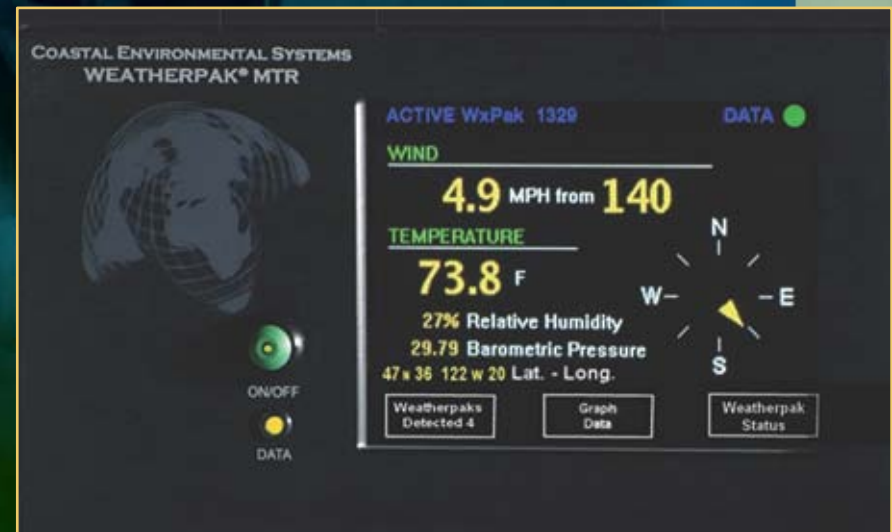 COASTAL ENVIRONMENTAL SYSTEMS
WEATHERPAK® MTR
ACTIVE WxPak 1329
DATA
WIND
4.9 MPH from 140
TEMPERATURE
73.8 F
27% Relative Humidity
29.79 Barometric Pressure
47 N 36 122 W 20 Lat. - Long.
N
W
E
S
Weatherpaks
Detected 4
Graph
Data
Weatherpak
Status
ON/OFF
DATA